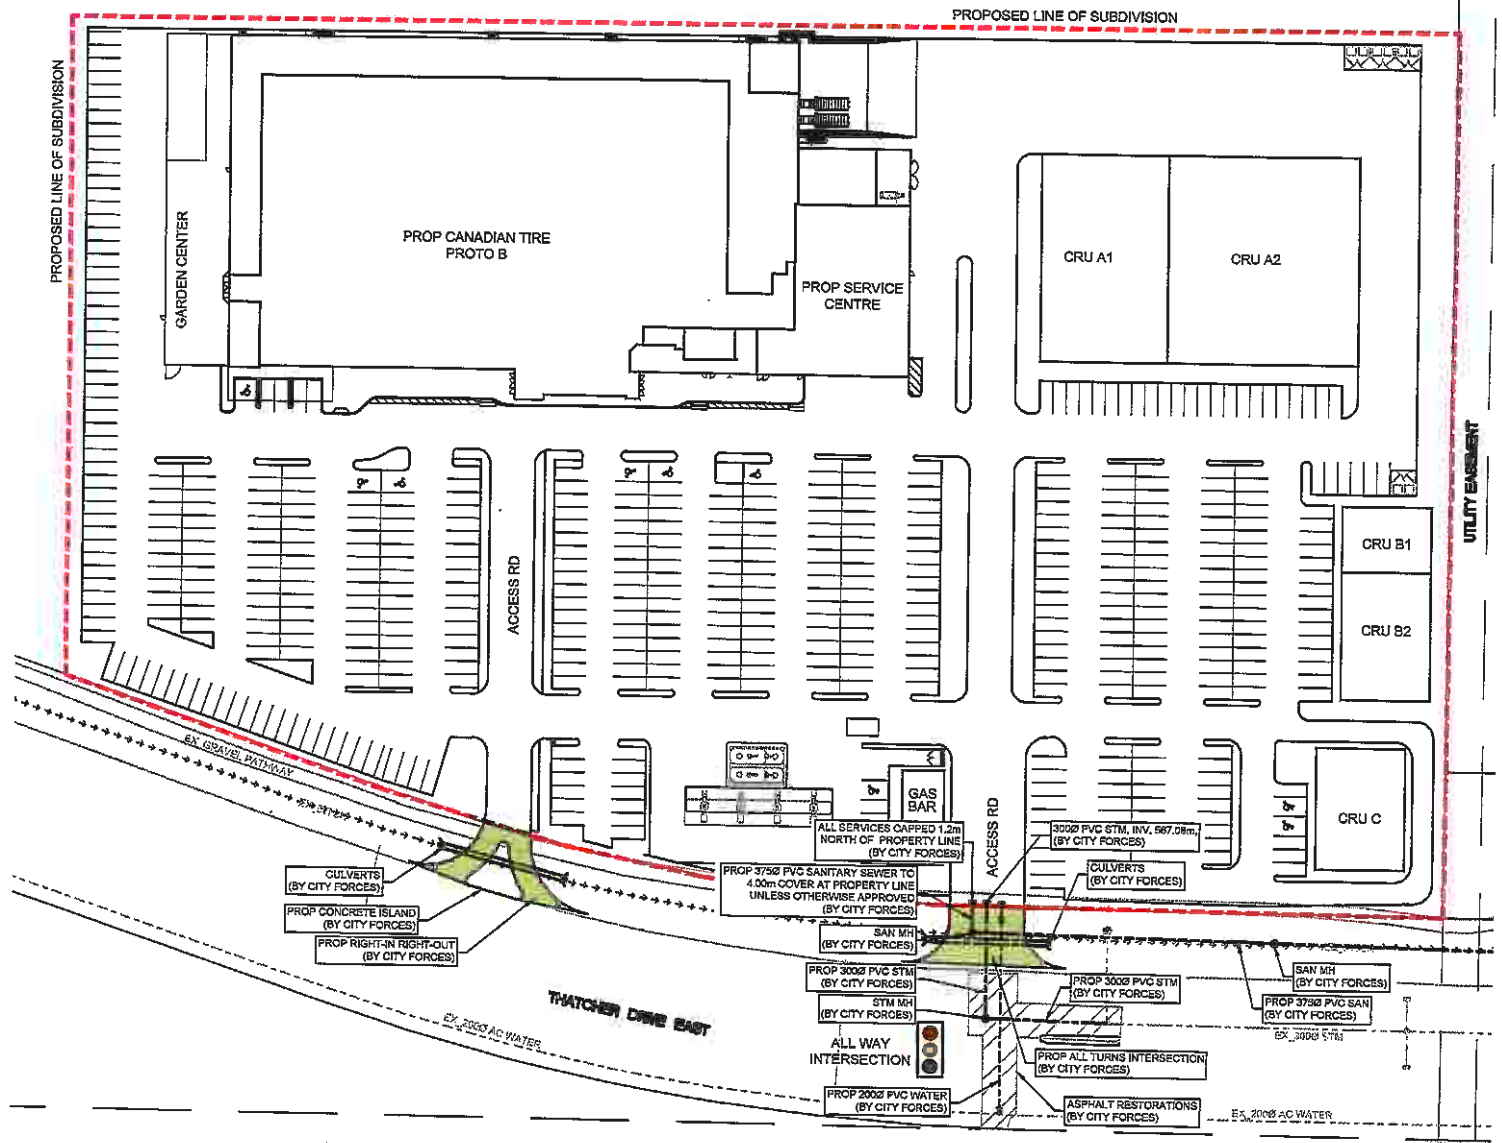 PROPOSED LINE OF SUBDIVISION
PROPOSED LINE OF SUBDIVISION
GARDEN CENTER
PROP CANADIAN TIRE
PROTO B
PROP SERVICE
CENTRE
CRU A1
CRU A2
UTILITY EASEMENT
CRU B1
CRU B2
ACCESS RD
EX. GRAVEL PATHWAY
GAS
BAR
ACCESS RD
CRU C
ALL SERVICES CAPPED 1.2m
NORTH OF PROPERTY LINE
(BY CITY FORCES)
300Ø PVC STM, INV. 567.08m,
(BY CITY FORCES)
CULVERTS
(BY CITY FORCES)
CULVERTS
(BY CITY FORCES)
PROP 375Ø PVC SANITARY SEWER TO
4.00m COVER AT PROPERTY LINE
UNLESS OTHERWISE APPROVED
(BY CITY FORCES)
PROP CONCRETE ISLAND
(BY CITY FORCES)
PROP RIGHT-IN RIGHT-OUT
(BY CITY FORCES)
SAN MH
(BY CITY FORCES)
PROP 300Ø PVC STM
(BY CITY FORCES)
PROP 300Ø PVC STM
(BY CITY FORCES)
SAN MH
(BY CITY FORCES)
PROP 375Ø PVC SAN
(BY CITY FORCES)
STM MH
(BY CITY FORCES)
THATCHER DRIVE EAST
EX. 200Ø AC WATER
EX. 300Ø STM
ALL WAY
INTERSECTION
PROP ALL TURNS INTERSECTION
(BY CITY FORCES)
PROP 200Ø PVC WATER
(BY CITY FORCES)
ASPHALT RESTORATIONS
(BY CITY FORCES)
EX. 200Ø AC WATER